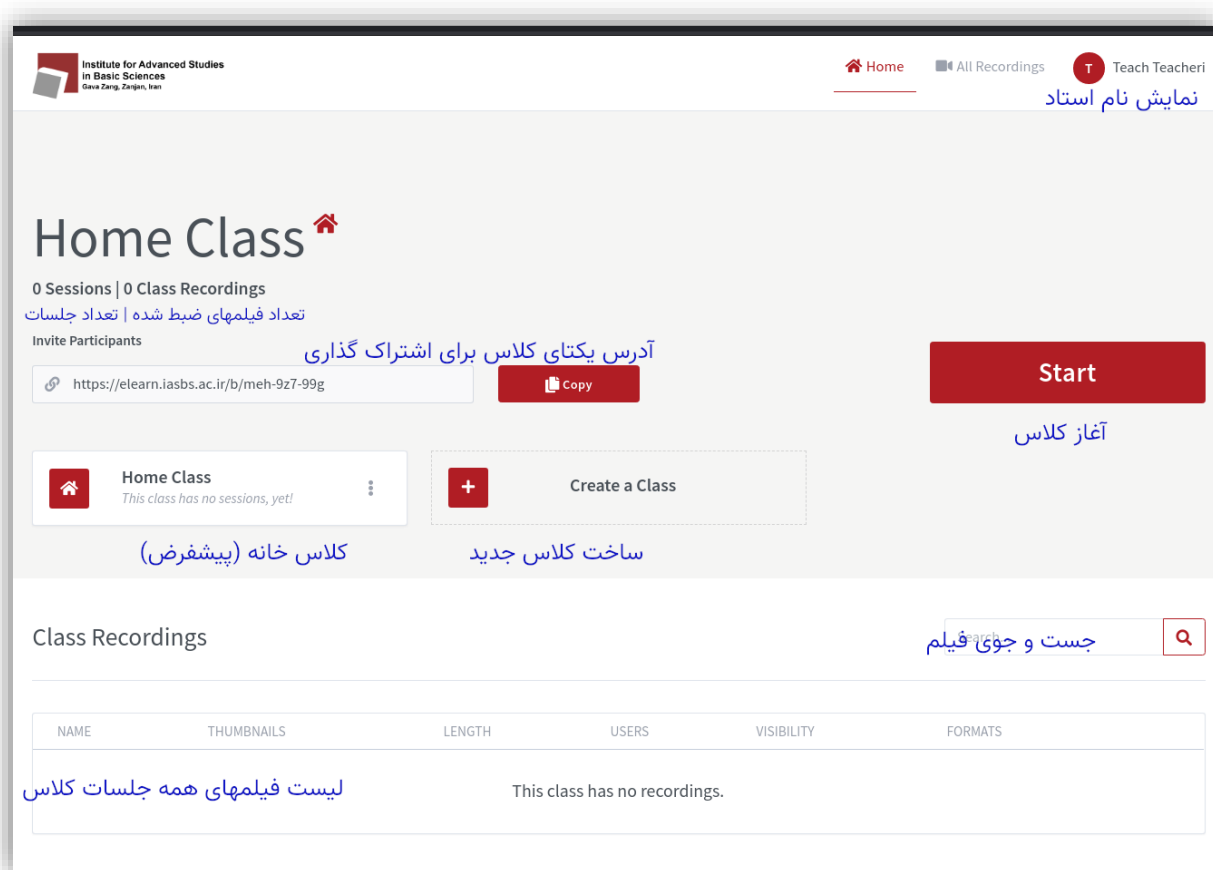 Institute for Advanced Studies
in Basic Sciences
Gava Zang, Zanjan, Iran
Home
All Recordings
T
Teach Teacheri
نمایش نام استاد
Home Class
0 Sessions | 0 Class Recordings
تعداد فیلمهای ضبط شده | تعداد جلسات
Invite Participants
آدرس یکتای کلاس برای اشتراک گذاری
https://elearn.iasbs.ac.ir/b/meh-9z7-99g
Copy
Start
آغاز کلاس
Home Class
This class has no sessions, yet!
Create a Class
کلاس خانه (پیشفرض)
ساخت کلاس جدید
Class Recordings
Search
جست و جوی فیلم
NAME THUMBNAILS LENGTH USERS VISIBILITY FORMATS
لیست فیلمهای همه جلسات کلاس
This class has no recordings.